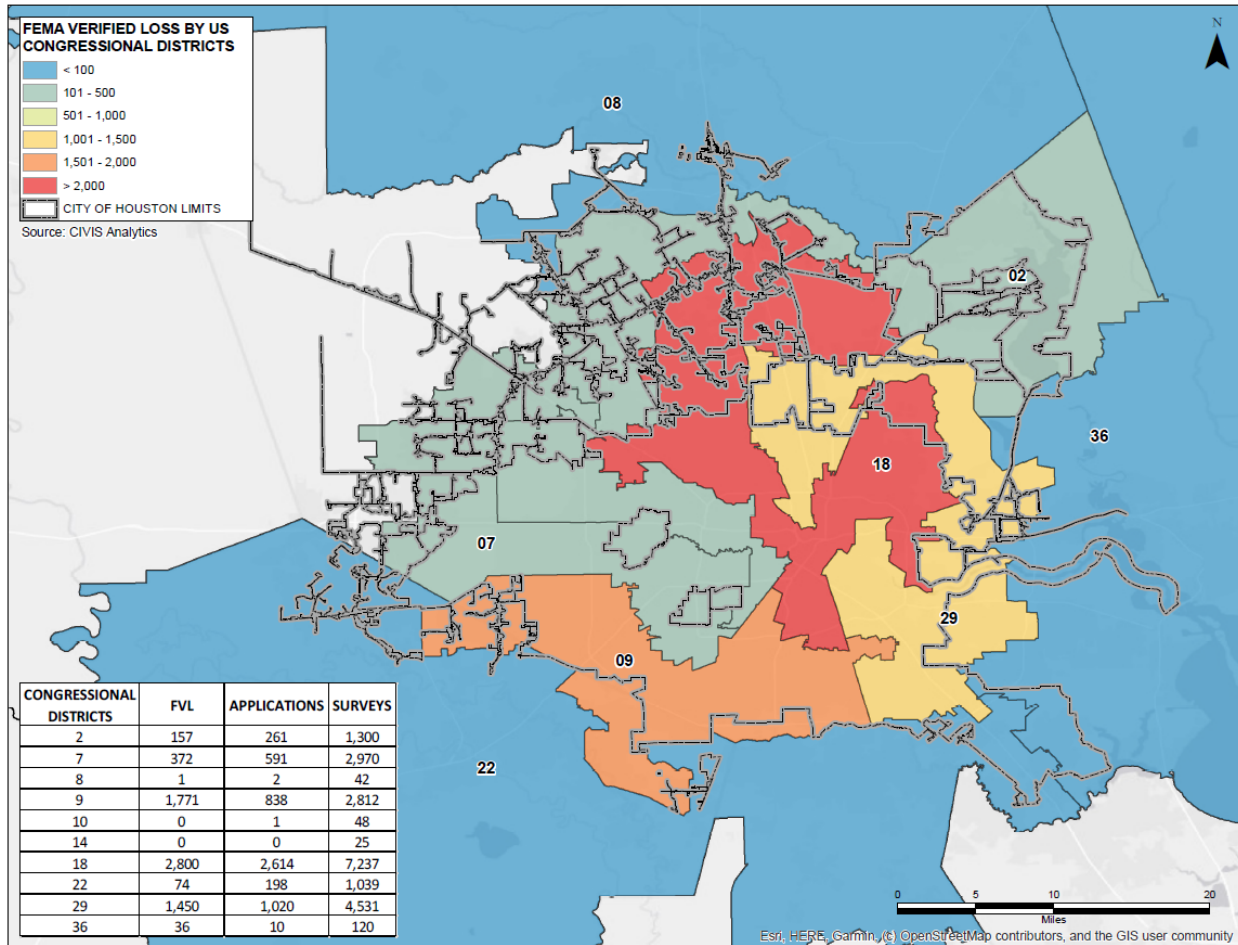 FEMA VERIFIED LOSS BY US
CONGRESSIONAL DISTRICTS
< 100
101 - 500
501 - 1,000
1,001 - 1,500
1,501 - 2,000
> 2,000
CITY OF HOUSTON LIMITS
Source: CIVIS Analytics
N
08
02
36
18
07
29
09
22
CONGRESSIONAL DISTRICTS FVL APPLICATIONS SURVEYS
2 157 261 1,300
7 372 591 2,970
8 1 2 42
9 1,771 838 2,812
10 0 1 48
14 0 0 25
18 2,800 2,614 7,237
22 74 198 1,039
29 1,450 1,020 4,531
36 36 10 120
0 5 10 20
Miles
Esri, HERE, Garmin, (c) OpenStreetMap contributors, and the GIS user community